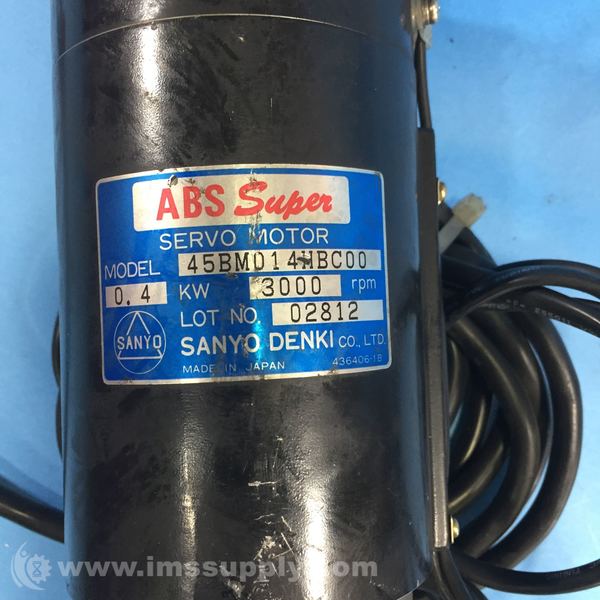 ABS Super
SERVO MOTOR
MODEL 45BM014HBC00
0.4 KW 3000 rpm
LOT NO. 02812
SANYO SANYO DENKI CO., LTD.
MADE IN JAPAN 436406-1B
www.imssupply.com